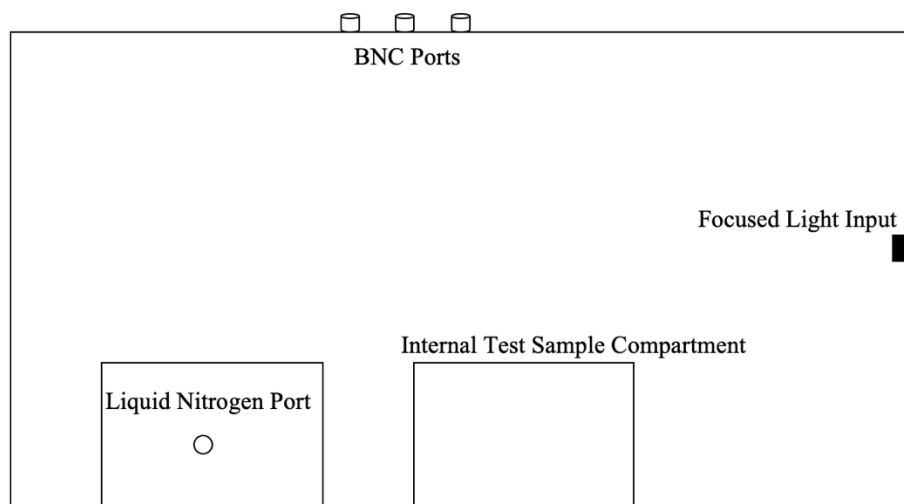 BNC Ports
Focused Light Input
Internal Test Sample Compartment
Liquid Nitrogen Port